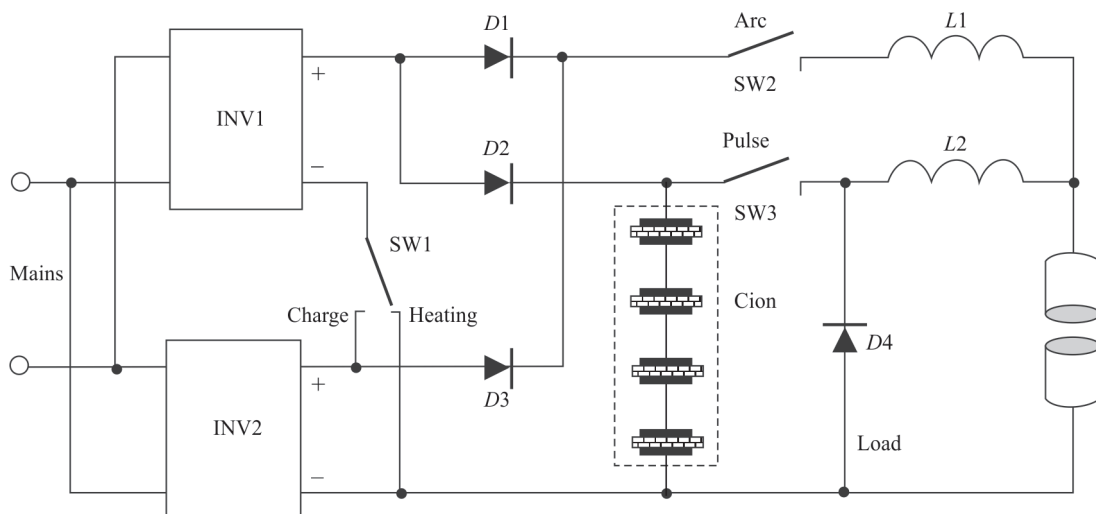 D1
Arc
L1
+
INV1
SW2
D2
Pulse
L2
−
SW3
SW1
Mains
Cion
Charge
Heating
+
D3
D4
INV2
Load
−